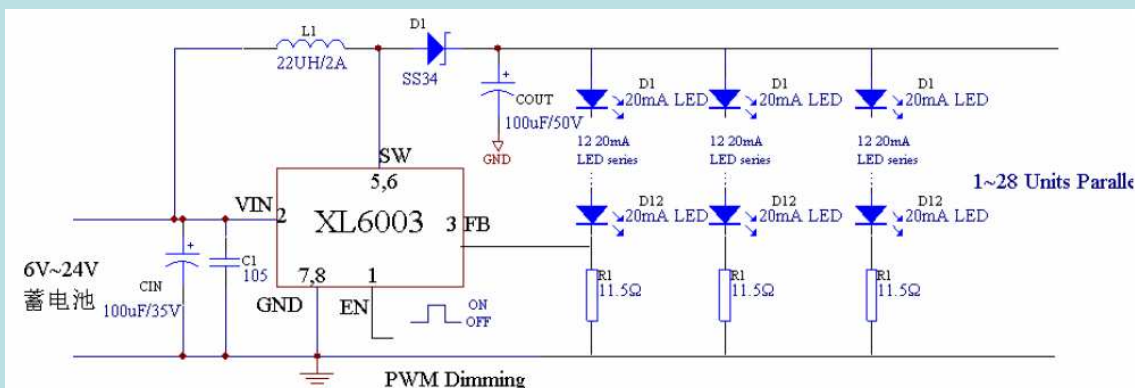 L1
22UH/2A
D1
SS34
COUT
100uF/50V
GND
D1
20mA LED
12 20mA
LED series
D12
20mA LED
R1
11.5Ω
D1
20mA LED
12 20mA
LED series
D12
20mA LED
R1
11.5Ω
D1
20mA LED
12 20mA
LED series
D12
20mA LED
R1
11.5Ω
1~28 Units Paralle
SW
5,6
VIN
2
XL6003
3
FB
7,8
1
GND
EN
ON
OFF
6V~24V
蓄电池
CIN
100uF/35V
C1
105
PWM Dimming